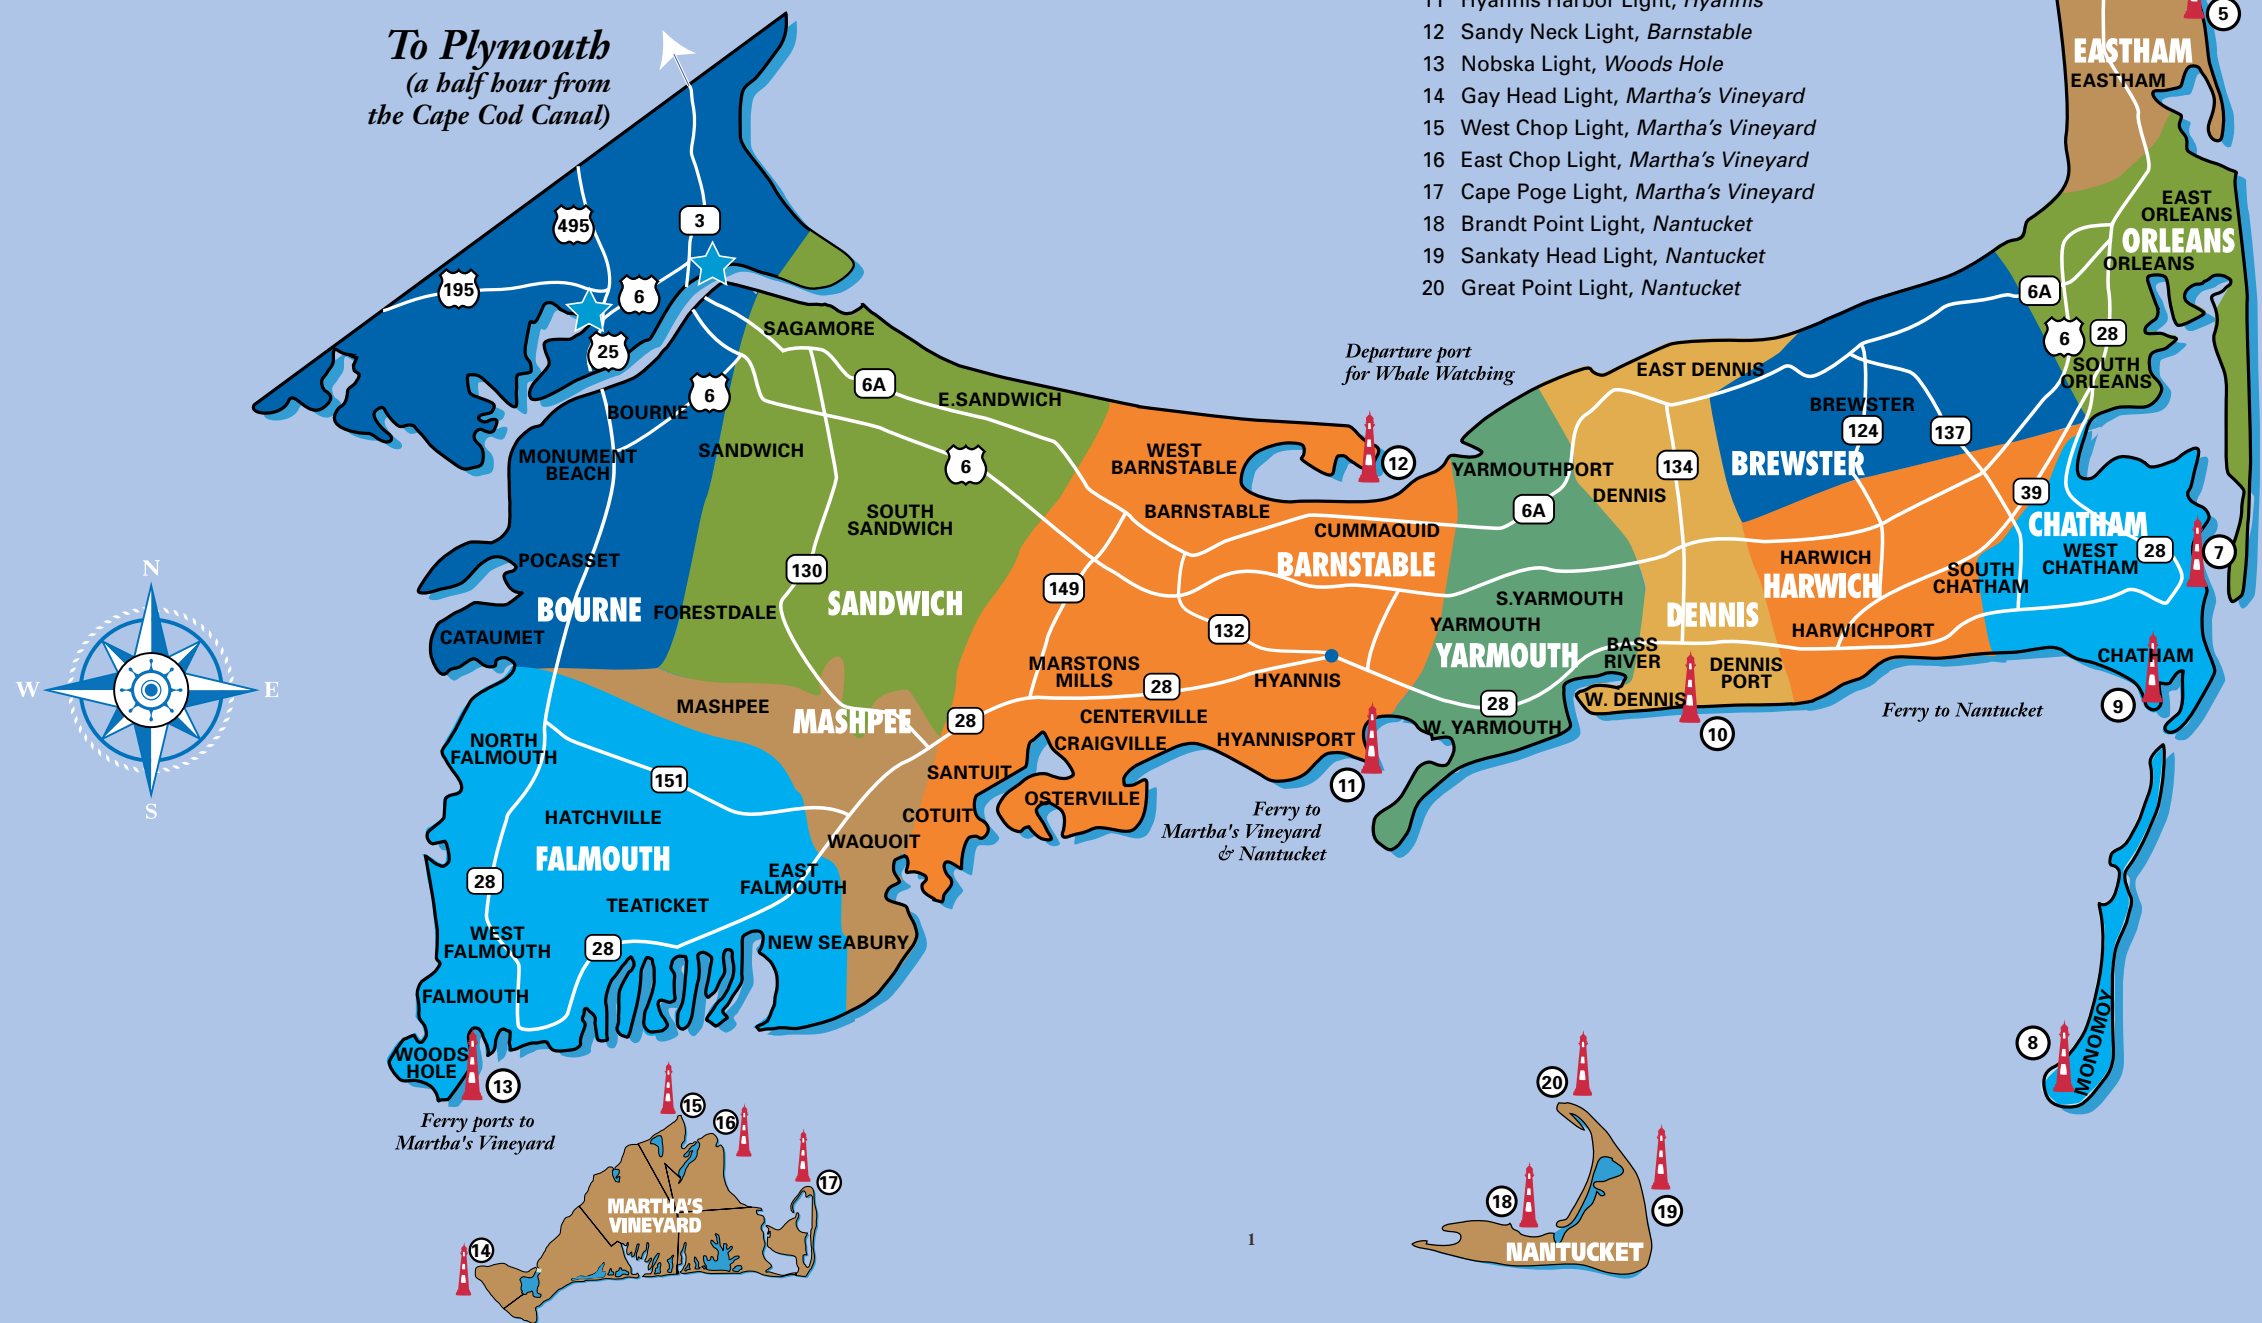 To Plymouth
(a half hour from
the Cape Cod Canal)
11 Hyannis Harbor Light, Hyannis
12 Sandy Neck Light, Barnstable
13 Nobska Light, Woods Hole
14 Gay Head Light, Martha's Vineyard
15 West Chop Light, Martha's Vineyard
16 East Chop Light, Martha's Vineyard
17 Cape Poge Light, Martha's Vineyard
18 Brandt Point Light, Nantucket
19 Sankaty Head Light, Nantucket
20 Great Point Light, Nantucket
5
EASTHAM
EASTHAM
EAST
ORLEANS
ORLEANS
ORLEANS
6A
6
28
SOUTH
ORLEANS
495
3
195
6
25
SAGAMORE
6A
6
E.SANDWICH
BOURNE
MONUMENT
BEACH
SANDWICH
6
SOUTH
SANDWICH
POCASSET
BOURNE
CATAUMET
FORESTDALE
130
SANDWICH
Departure port
for Whale Watching
12
WEST
BARNSTABLE
BARNSTABLE
CUMMAQUID
BARNSTABLE
149
132
MARSTONS
MILLS
28
HYANNIS
CENTERVILLE
CRAIGVILLE
HYANNISPORT
11
OSTERVILLE
SANTUIT
COTUIT
28
Ferry to
Martha's Vineyard
& Nantucket
YARMOUTHPORT
6A
S.YARMOUTH
YARMOUTH
YARMOUTH
28
W. YARMOUTH
BASS
RIVER
EAST DENNIS
134
DENNIS
DENNIS
DENNIS
PORT
W. DENNIS
10
BREWSTER
124
137
BREWSTER
39
HARWICH
HARWICH
HARWICHPORT
SOUTH
CHATHAM
CHATHAM
WEST
CHATHAM
28
7
CHATHAM
9
Ferry to Nantucket
8
MONOMOY
N
W
E
S
MASHPEE
MASHPEE
NORTH
FALMOUTH
151
HATCHVILLE
FALMOUTH
WAQUOIT
EAST
FALMOUTH
28
TEATICKET
WEST
FALMOUTH
28
NEW SEABURY
FALMOUTH
WOODS
HOLE
13
Ferry ports to
Martha's Vineyard
15
16
17
MARTHA'S
VINEYARD
14
1
20
18
19
NANTUCKET